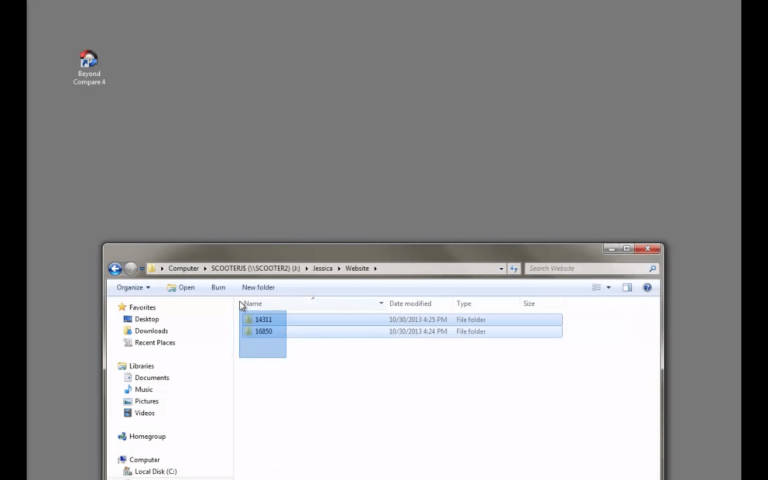 Beyond
Compare 4
Computer SCOOTERJS (\\SCOOTER2) (J:) Jessica Website
Search Website
Organize Open Burn New folder
Name Date modified Type Size
Favorites
Desktop
Downloads
Recent Places
Libraries
Documents
Music
Pictures
Videos
Homegroup
Computer
Local Disk (C:)
14311 10/30/2013 4:25 PM File folder
16850 10/30/2013 4:24 PM File folder